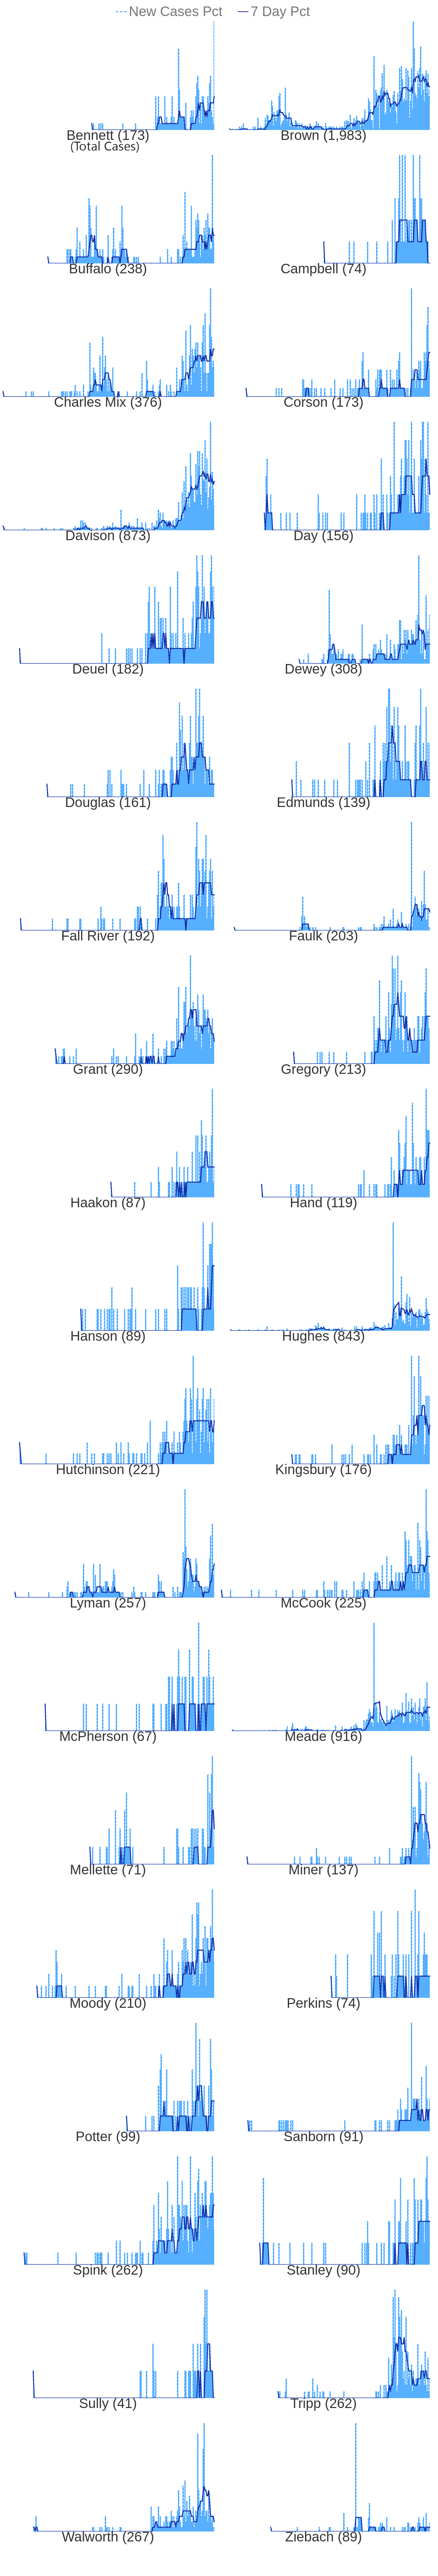 New Cases Pct 7 Day Pct
Bennett (173) Brown (1,983)
(Total Cases)
Buffalo (238) Campbell (74)
Charles Mix (376) Corson (173)
Davison (873) Day (156)
Deuel (182) Dewey (308)
Douglas (161) Edmunds (139)
Fall River (192) Faulk (203)
Grant (290) Gregory (213)
Haakon (87) Hand (119)
Hanson (89) Hughes (843)
Hutchinson (221) Kingsbury (176)
Lyman (257) McCook (225)
McPherson (67) Meade (916)
Mellette (71) Miner (137)
Moody (210) Perkins (74)
Potter (99) Sanborn (91)
Spink (262) Stanley (90)
Sully (41) Tripp (262)
Walworth (267) Ziebach (89)